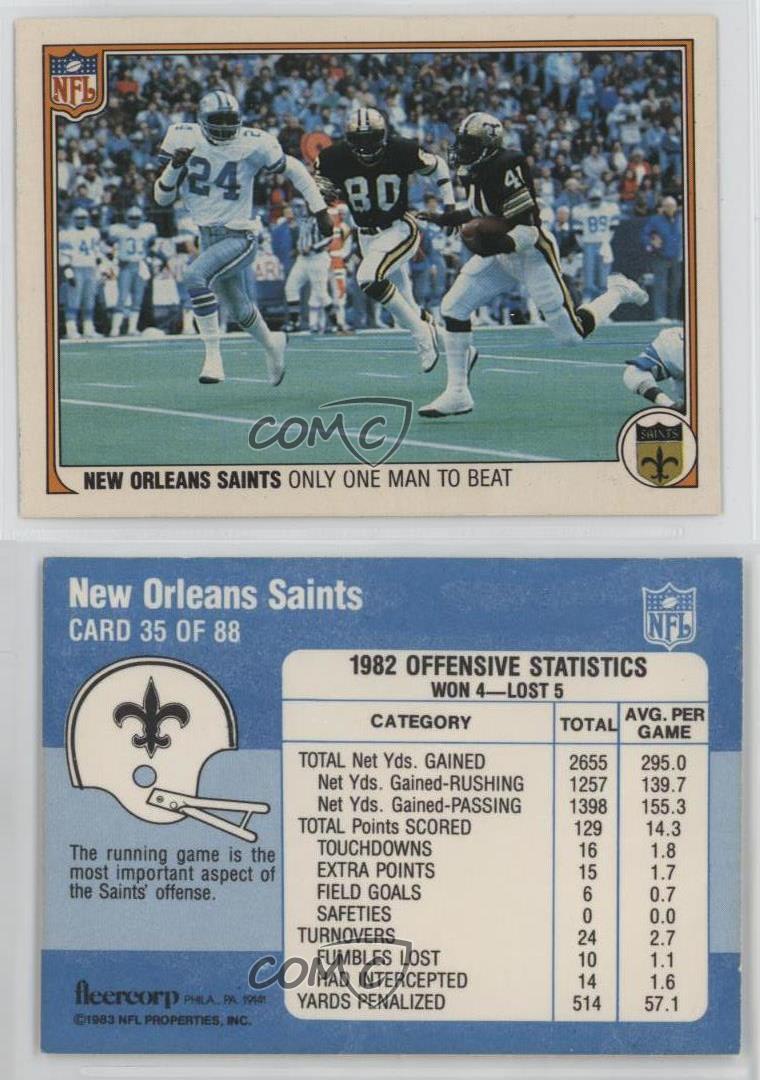 NFL
24
80
41
4
33
89
SAINTS
COMC
NEW ORLEANS SAINTS ONLY ONE MAN TO BEAT
New Orleans Saints
CARD 35 OF 88
NFL
1982 OFFENSIVE STATISTICS
WON 4—LOST 5
CATEGORY TOTAL AVG. PER GAME
TOTAL Net Yds. GAINED 2655 295.0
Net Yds. Gained-RUSHING 1257 139.7
Net Yds. Gained-PASSING 1398 155.3
TOTAL Points SCORED 129 14.3
TOUCHDOWNS 16 1.8
EXTRA POINTS 15 1.7
FIELD GOALS 6 0.7
SAFETIES 0 0.0
TURNOVERS 24 2.7
FUMBLES LOST 10 1.1
HAD INTERCEPTED 14 1.6
YARDS PENALIZED 514 57.1
The running game is the
most important aspect of
the Saints' offense.
COMC
fleercorp PHILA., PA. 19141
©1983 NFL PROPERTIES, INC.